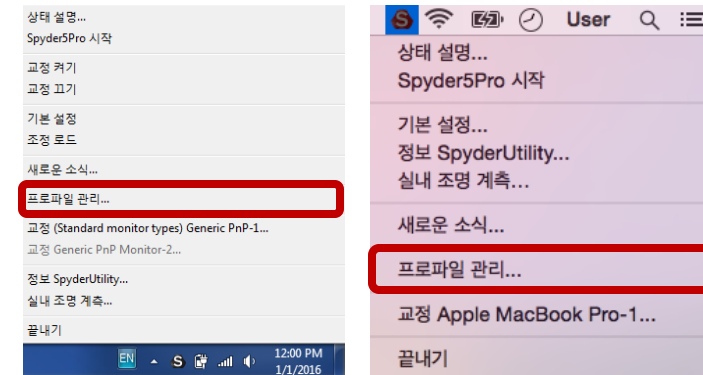 상태 설명...
Spyder5Pro 시작
교정 켜기
교정 끄기
기본 설정
조정 로드
새로운 소식...
프로파일 관리...
교정 (Standard monitor types) Generic PnP-1...
교정 Generic PnP Monitor-2...
정보 SpyderUtility...
실내 조명 계측...
끝내기
EN
S
12:00 PM
1/1/2016
S
User
상태 설명...
Spyder5Pro 시작
기본 설정...
정보 SpyderUtility...
실내 조명 계측...
새로운 소식...
프로파일 관리...
교정 Apple MacBook Pro-1...
끝내기